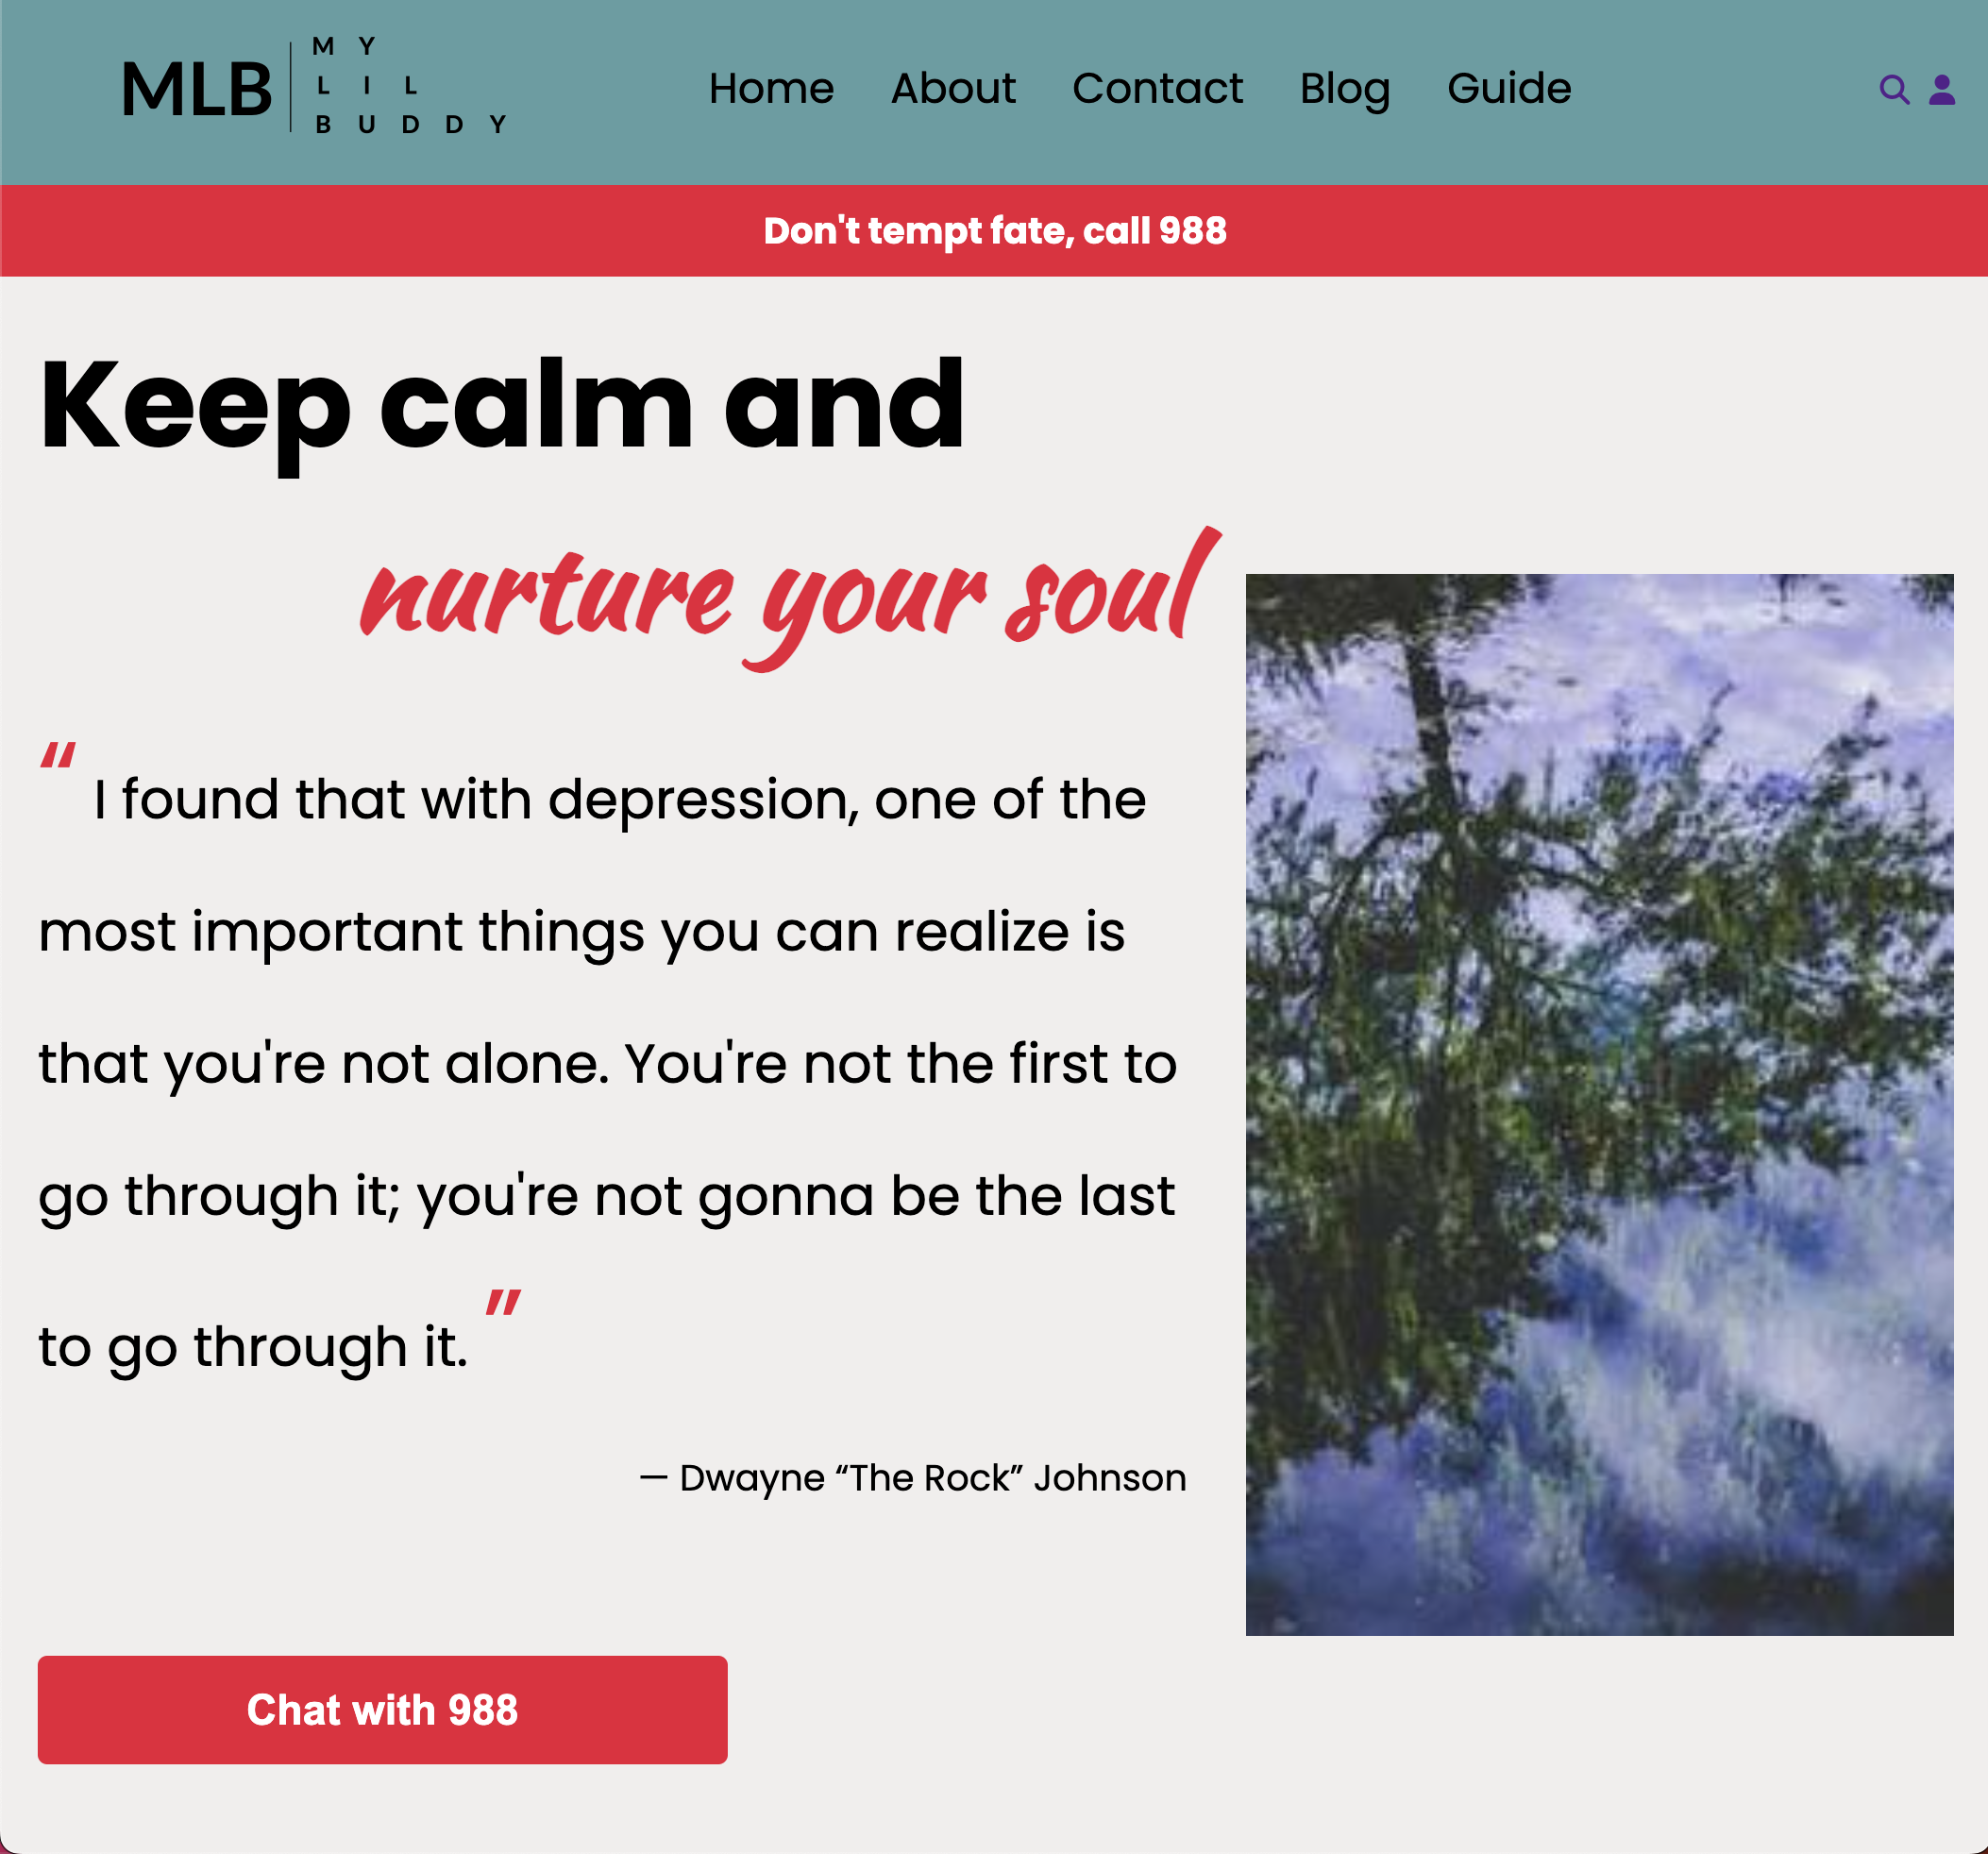 MLB
M Y
L I L
B U D D Y
Home About Contact Blog Guide
Don't tempt fate, call 988
Keep calm and
nurture your soul
“ I found that with depression, one of the
most important things you can realize is
that you're not alone. You're not the first to
go through it; you're not gonna be the last
to go through it. ”
— Dwayne “The Rock” Johnson
Chat with 988